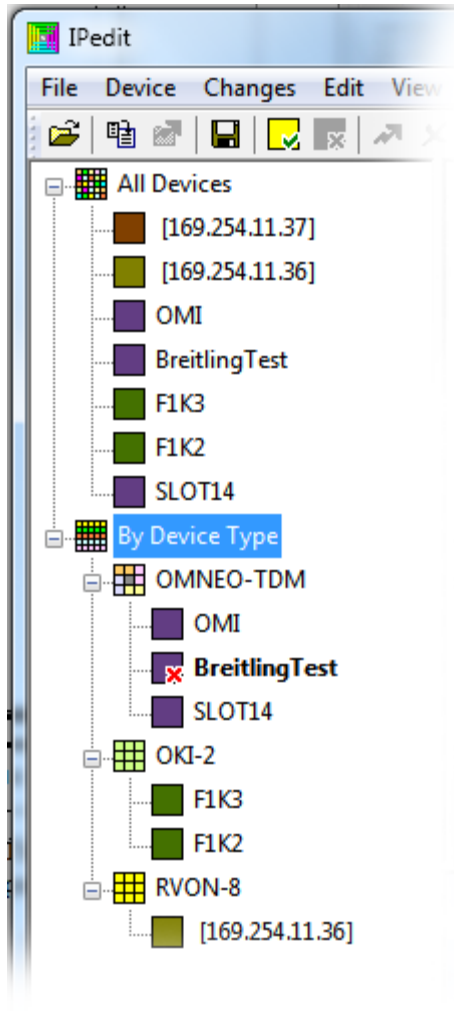 IPedit
File Device Changes Edit View
All Devices
[169.254.11.37]
[169.254.11.36]
OMI
BreitlingTest
F1K3
F1K2
SLOT14
By Device Type
OMNEO-TDM
OMI
BreitlingTest
SLOT14
OKI-2
F1K3
F1K2
RVON-8
[169.254.11.36]